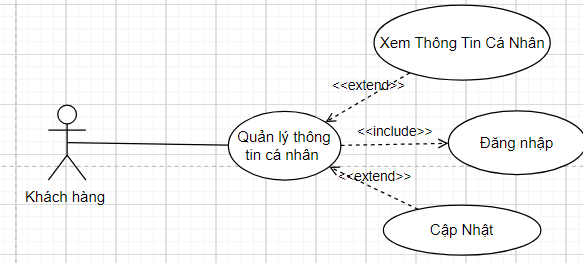 Xem Thông Tin Cá Nhân
<<extend>>
Quản lý thông
tin cá nhân
<<include>>
Đăng nhập
<<extend>>
Khách hàng
Cập Nhật